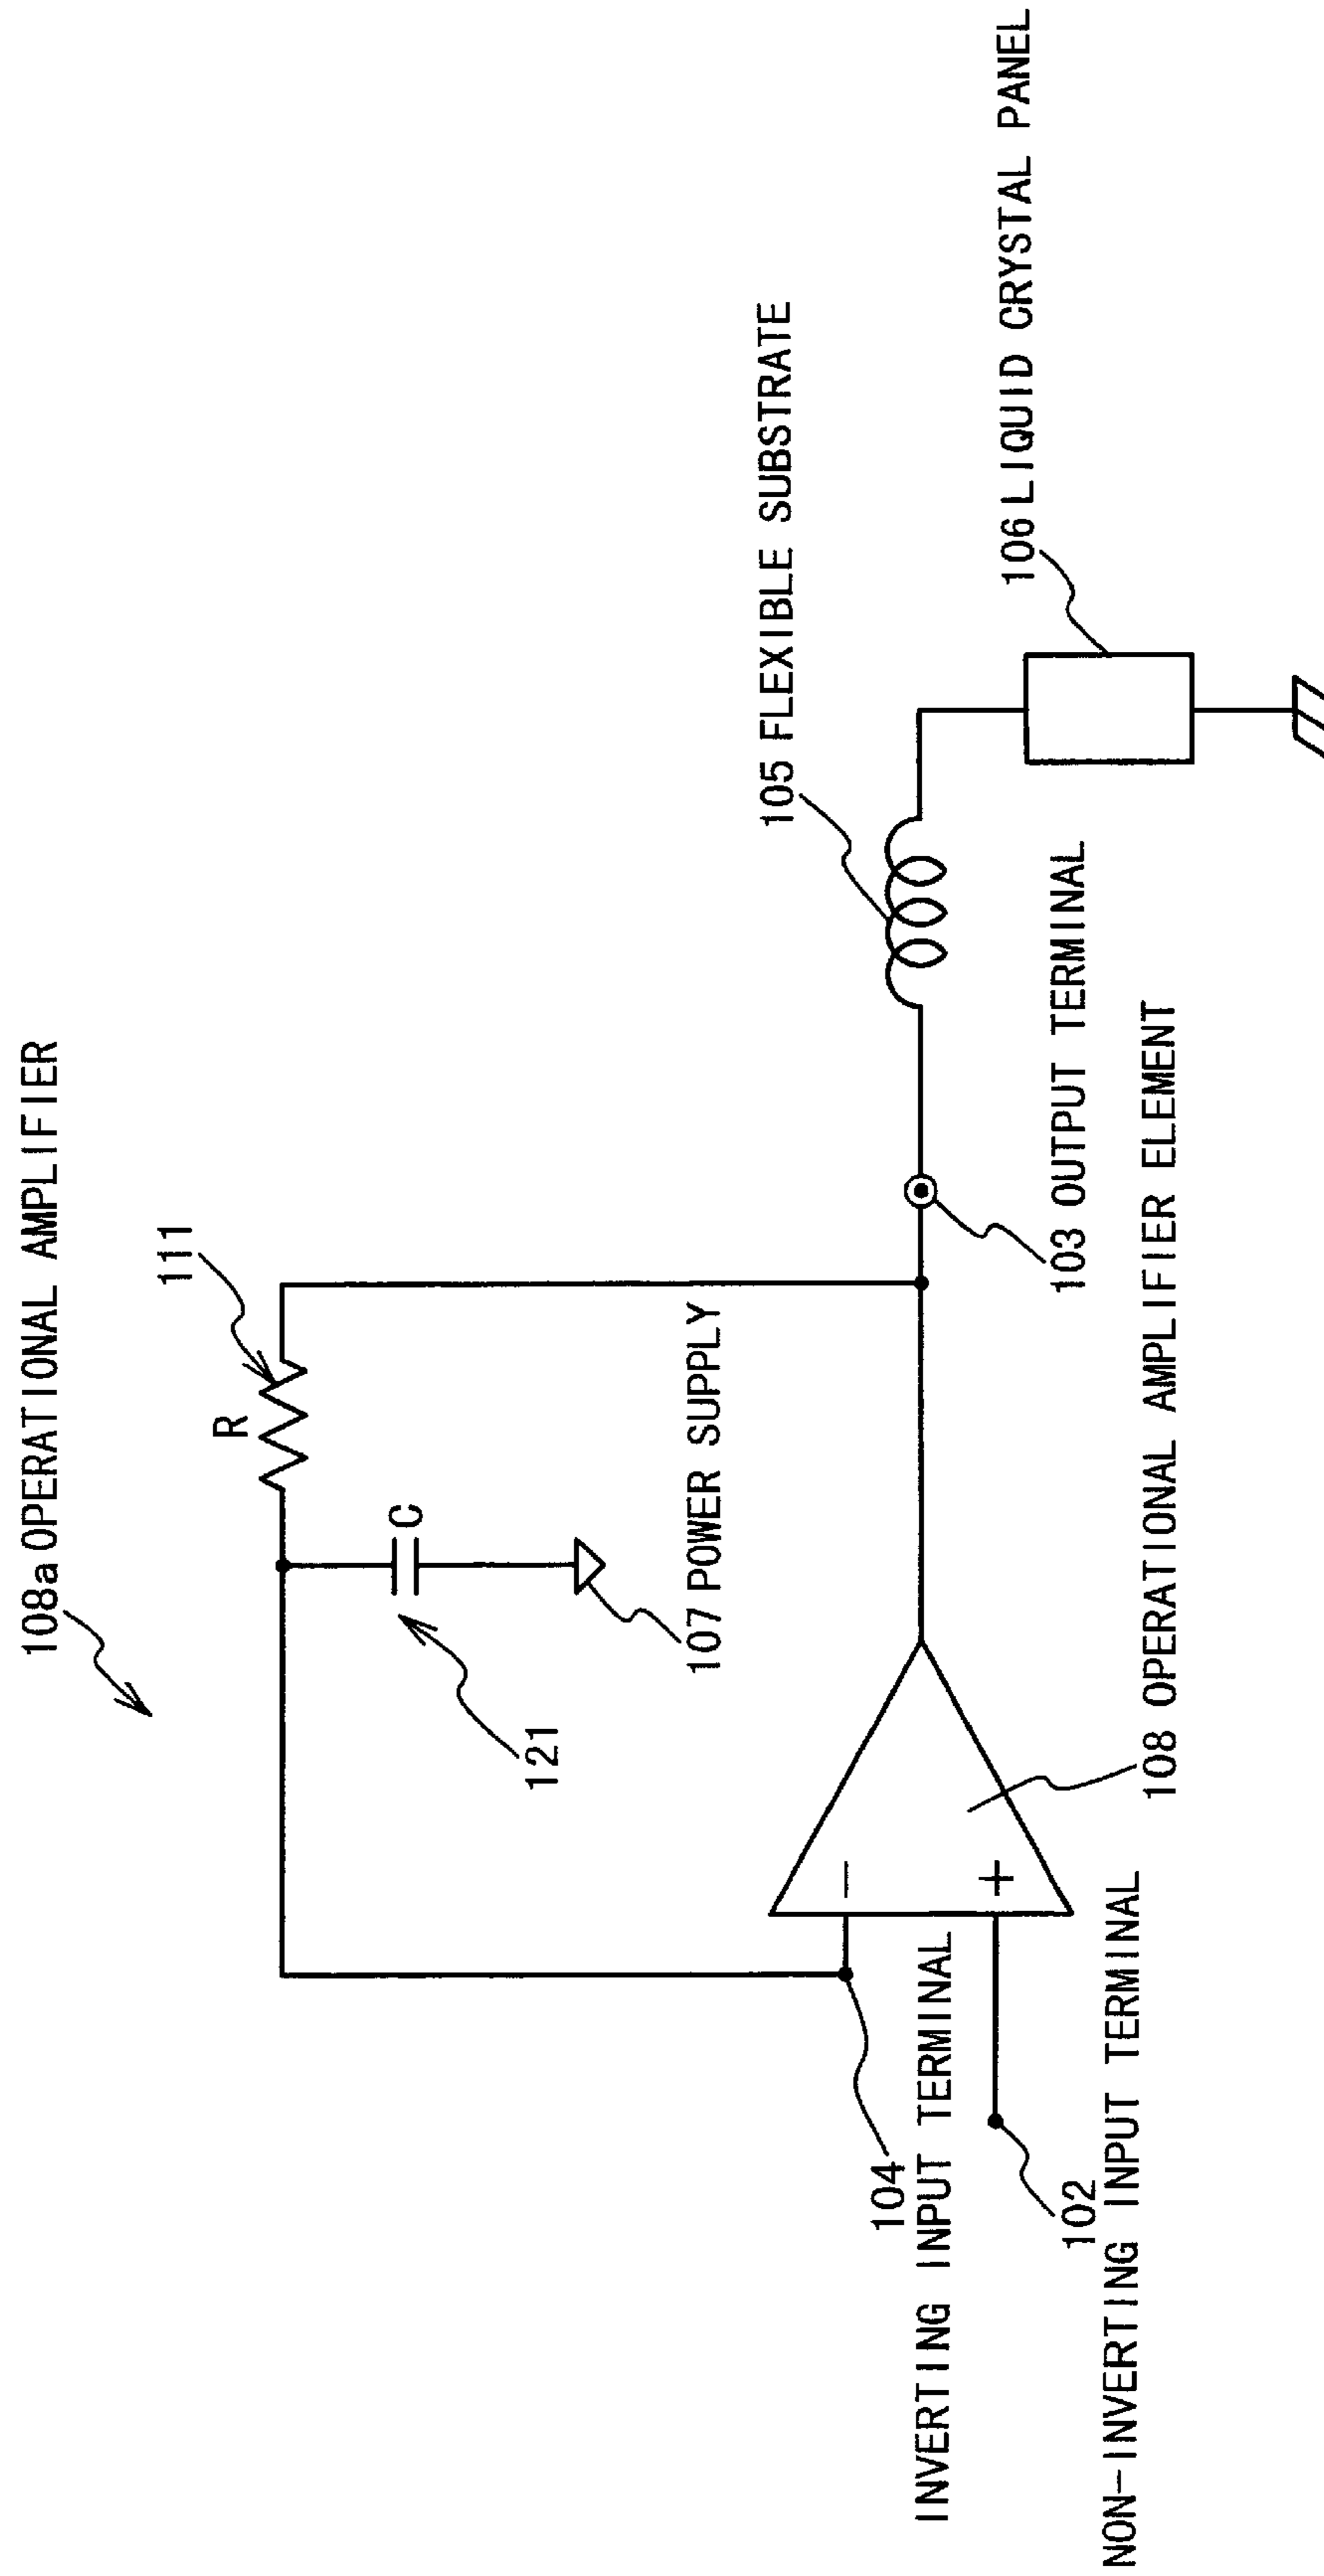 108a OPERATIONAL AMPLIFIER
111
R
C
121
107 POWER SUPPLY
105 FLEXIBLE SUBSTRATE
106 LIQUID CRYSTAL PANEL
103 OUTPUT TERMINAL
108 OPERATIONAL AMPLIFIER ELEMENT
−
+
104
INVERTING INPUT TERMINAL
102
NON-INVERTING INPUT TERMINAL